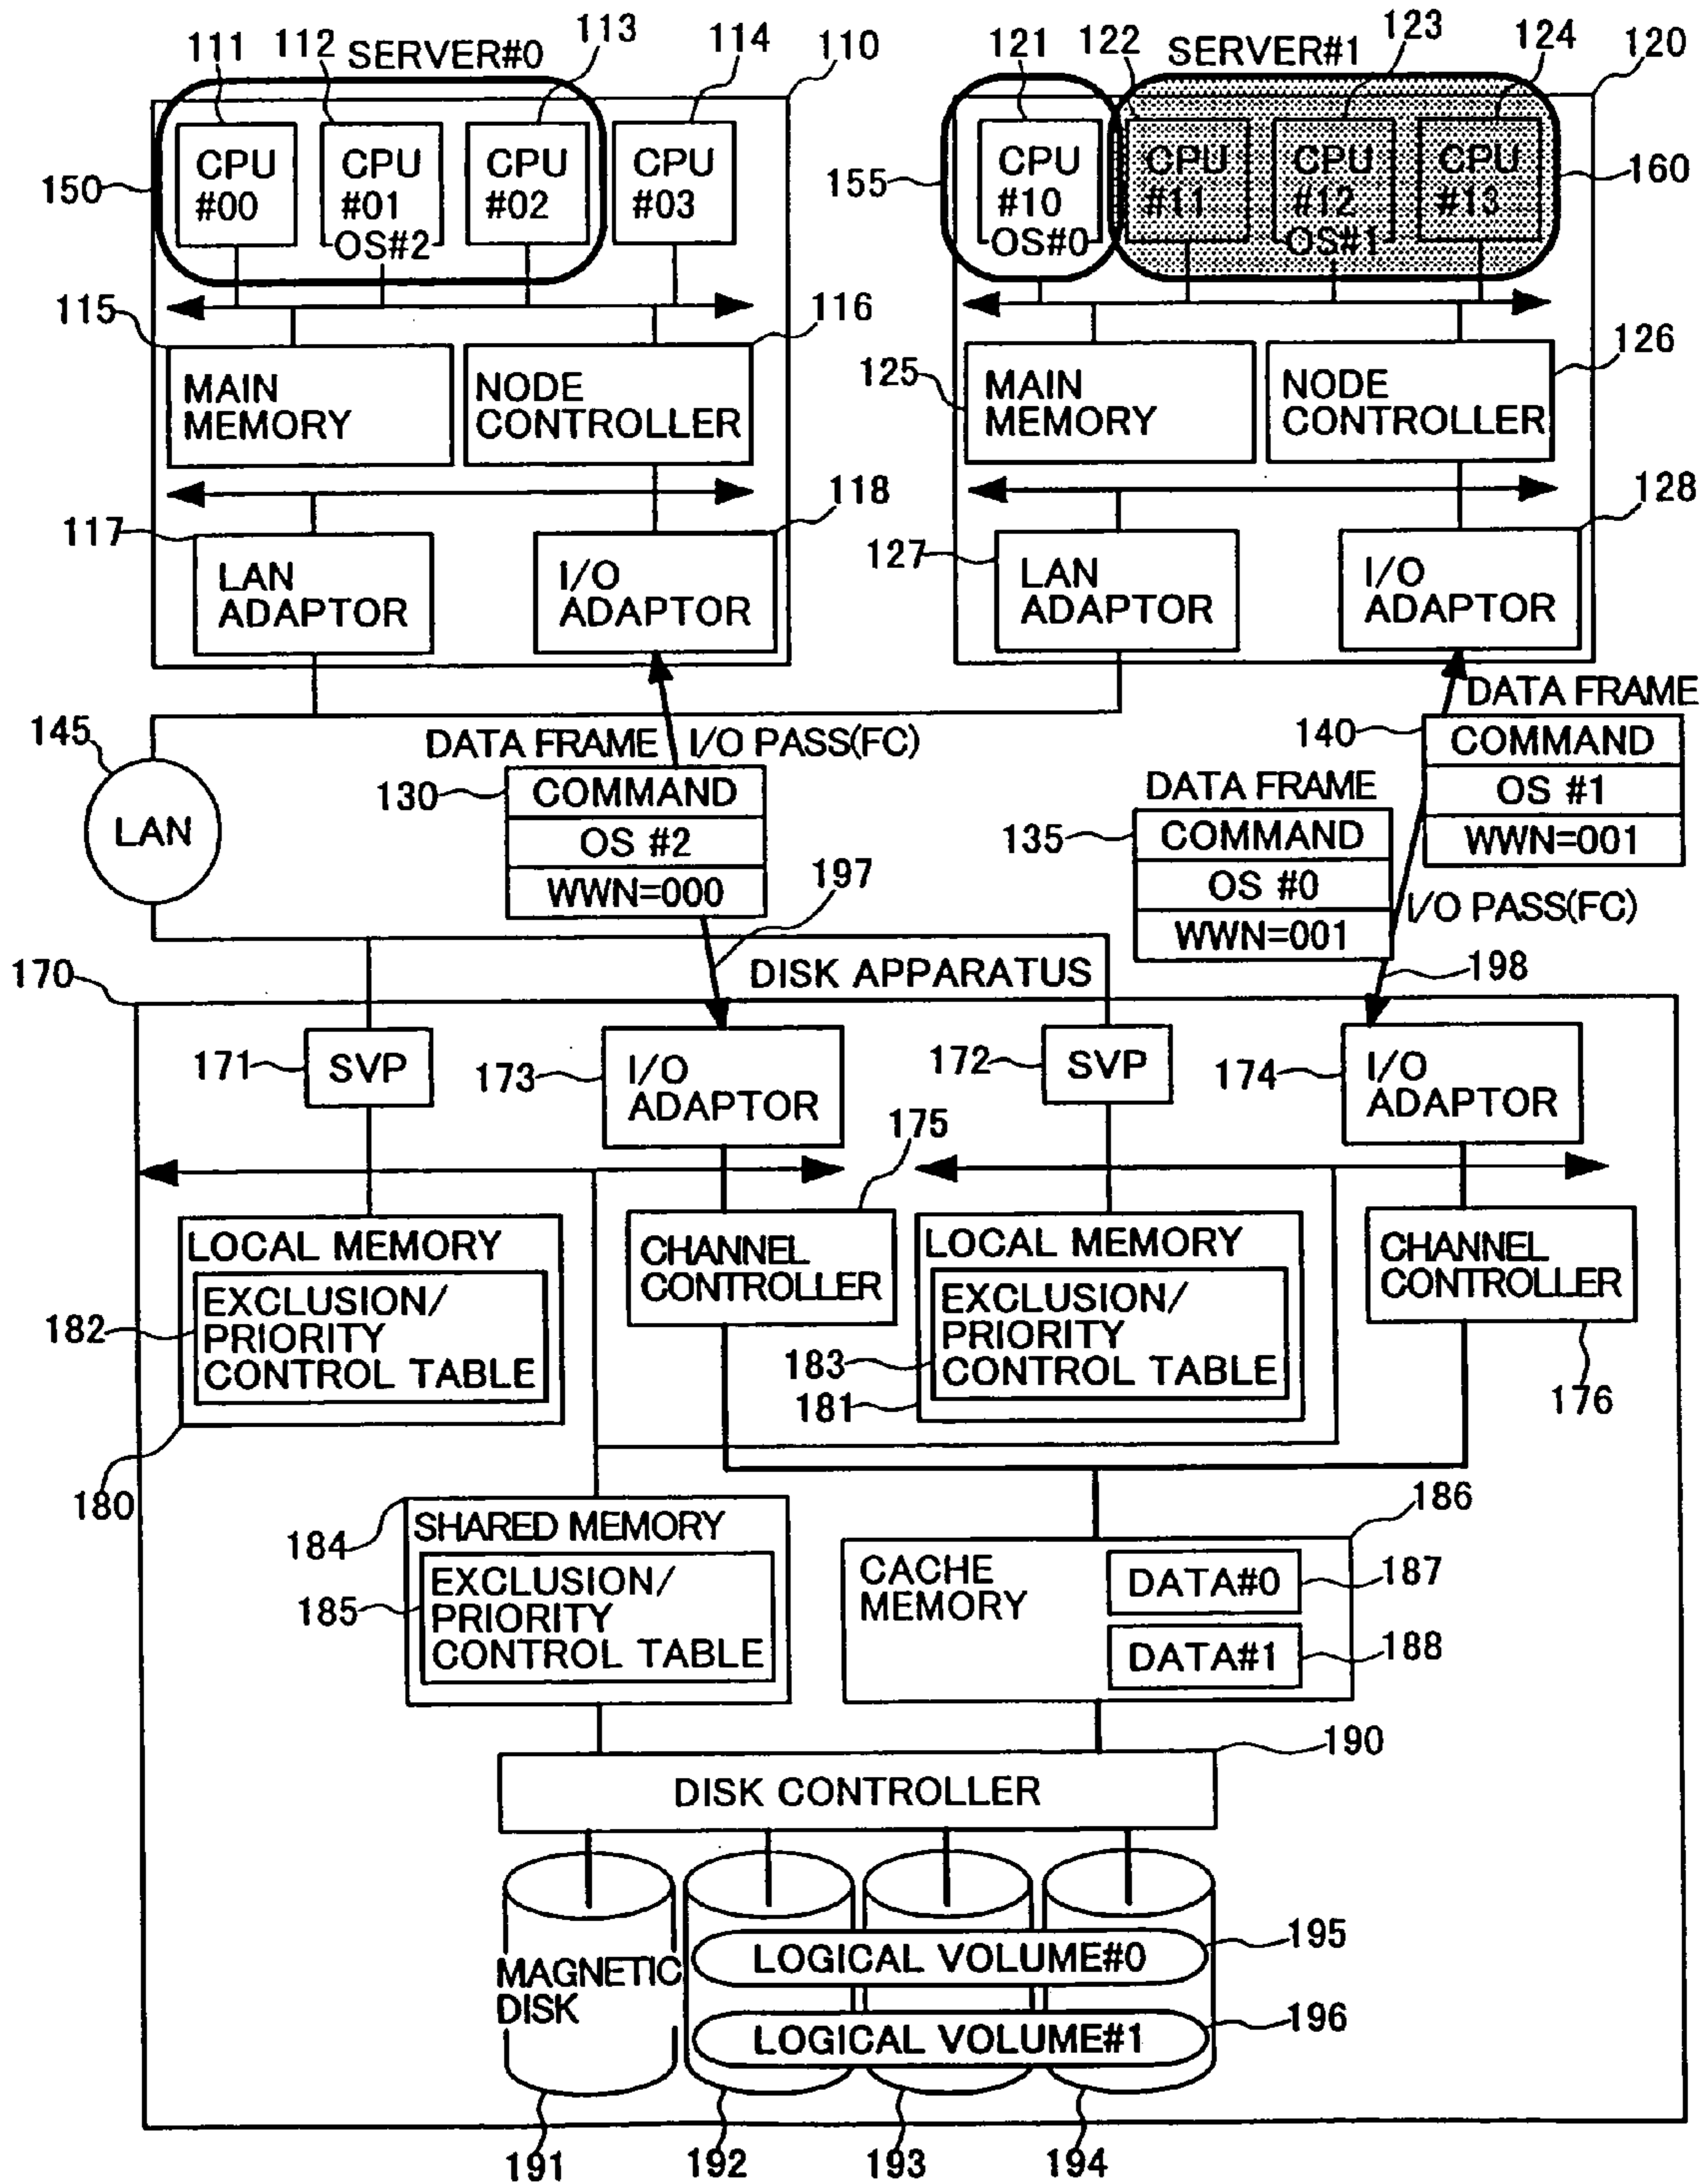 111 112 SERVER#0 113 114 110
121 122 SERVER#1 123 124 120
150
CPU
#00
CPU
#01
OS#2
CPU
#02
CPU
#03
155
CPU
#10
OS#0
CPU
#11
CPU
#12
OS#1
CPU
#13
160
115
116
MAIN
MEMORY
NODE
CONTROLLER
125
126
MAIN
MEMORY
NODE
CONTROLLER
117
118
LAN
ADAPTOR
I/O
ADAPTOR
127
128
LAN
ADAPTOR
I/O
ADAPTOR
145
LAN
DATA FRAME
I/O PASS(FC)
130
COMMAND
OS #2
WWN=000
197
DATA FRAME
140
COMMAND
OS #1
WWN=001
DATA FRAME
135
COMMAND
OS #0
WWN=001
I/O PASS(FC)
198
170
DISK APPARATUS
171
SVP
173
I/O
ADAPTOR
172
SVP
174
I/O
ADAPTOR
175
LOCAL MEMORY
182
EXCLUSION/
PRIORITY
CONTROL TABLE
180
CHANNEL
CONTROLLER
LOCAL MEMORY
183
EXCLUSION/
PRIORITY
CONTROL TABLE
181
CHANNEL
CONTROLLER
176
184
SHARED MEMORY
185
EXCLUSION/
PRIORITY
CONTROL TABLE
186
CACHE
MEMORY
DATA#0
187
DATA#1
188
190
DISK CONTROLLER
MAGNETIC
DISK
LOGICAL VOLUME#0
195
LOGICAL VOLUME#1
196
191 192 193 194